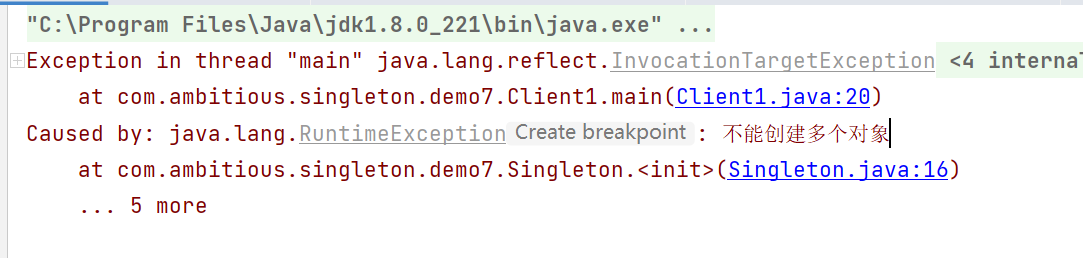 "C:\Program Files\Java\jdk1.8.0_221\bin\java.exe" ...
Exception in thread "main" java.lang.reflect.InvocationTargetException <4 internal
at com.ambitious.singleton.demo7.Client1.main(Client1.java:20)
Caused by: java.lang.RuntimeException Create breakpoint : 不能创建多个对象
at com.ambitious.singleton.demo7.Singleton.<init>(Singleton.java:16)
... 5 more